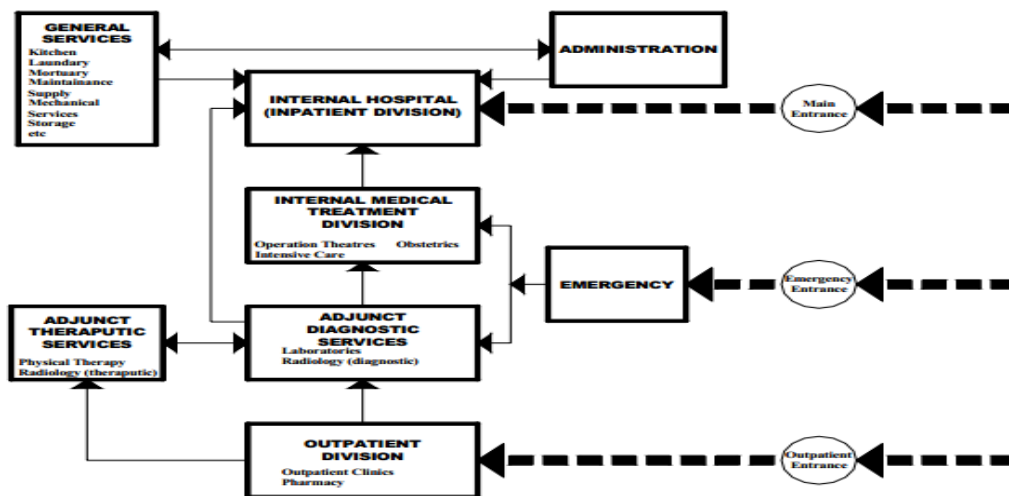 GENERAL
SERVICES
Kitchen
Laundary
Mortuary
Maintainance
Supply
Mechanical
Services
Storage
etc
ADMINISTRATION
INTERNAL HOSPITAL
(INPATIENT DIVISION)
Main
Entrance
INTERNAL MEDICAL
TREATMENT
DIVISION
Operation Theatres Obstetrics
Intensive Care
EMERGENCY
Emergency
Entrance
ADJUNCT
THERAPUTIC
SERVICES
Physical Therapy
Radiology (theraputic)
ADJUNCT
DIAGNOSTIC
SERVICES
Laboratories
Radiology (diagnostic)
OUTPATIENT
DIVISION
Outpatient Clinics
Pharmacy
Outpatient
Entrance